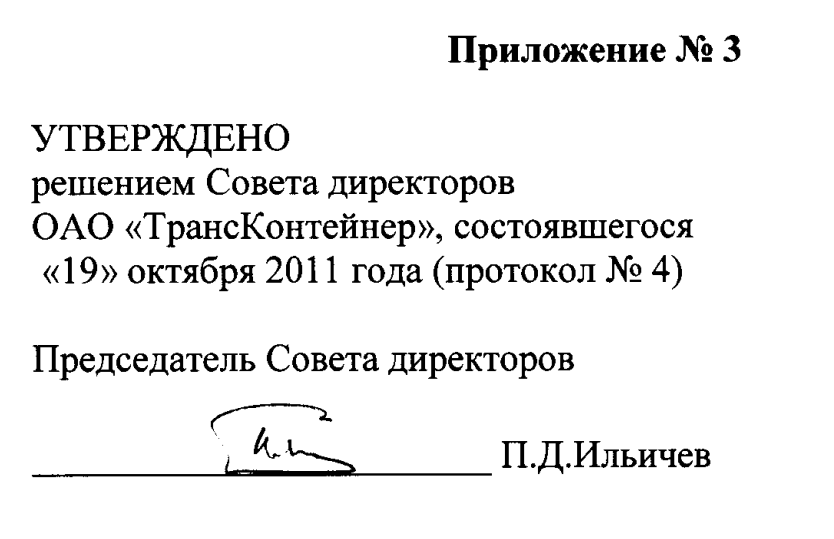 Приложение № 3
УТВЕРЖДЕНО
решением Совета директоров
ОАО «ТрансКонтейнер», состоявшегося
«19» октября 2011 года (протокол № 4)
Председатель Совета директоров
П.Д.Ильичев